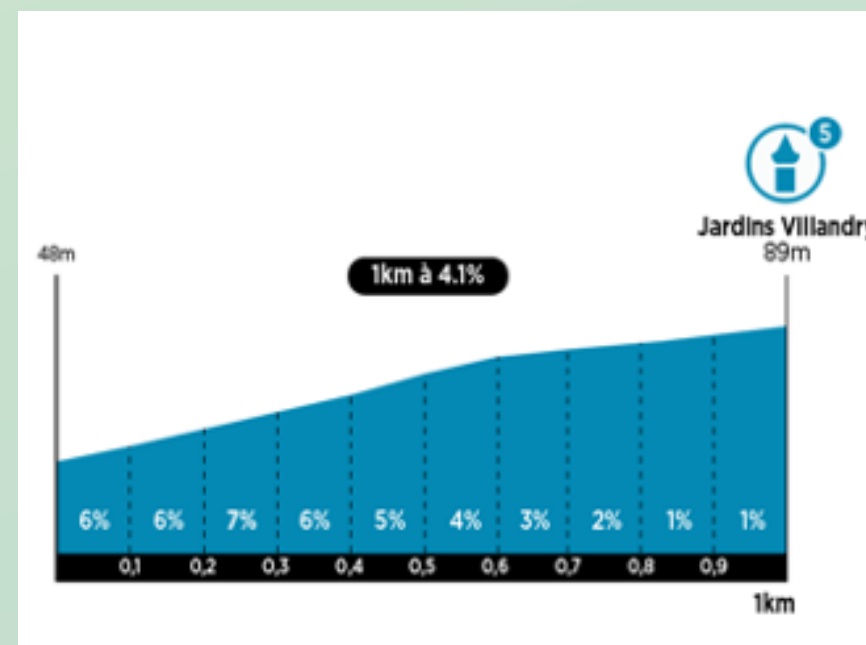 5
Jardins Villandry
48m
89m
1km à 4.1%
6% 6% 7% 6% 5% 4% 3% 2% 1% 1%
0,1 0,2 0,3 0,4 0,5 0,6 0,7 0,8 0,9
1km